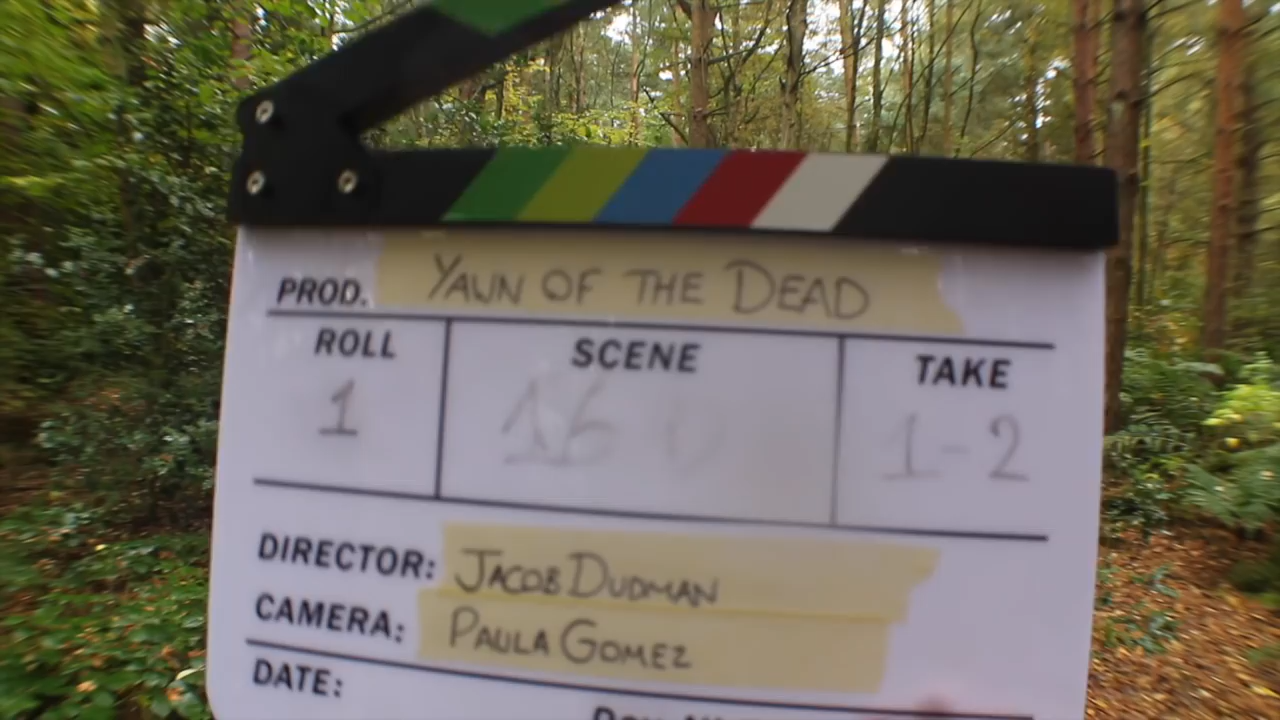 PROD. YAWN OF THE DEAD
ROLL SCENE TAKE
1 16 1-2
DIRECTOR: JACOB DUDMAN
CAMERA: PAULA GOMEZ
DATE: